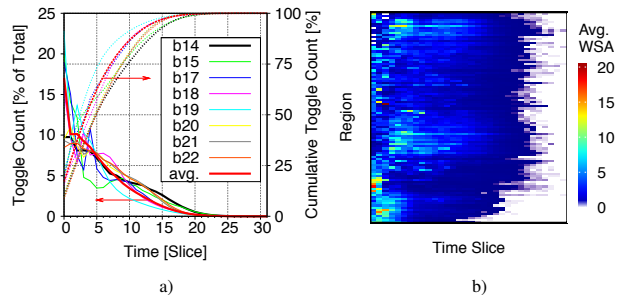 25
20
15
10
5
0
Toggle Count [% of Total]
0 5 10 15 20 25 30
Time [Slice]
100
75
50
25
0
Cumulative Toggle Count [%]
b14
b15
b17
b18
b19
b20
b21
b22
avg.
a)
Region
Time Slice
Avg.
WSA
20
15
10
5
0
b)